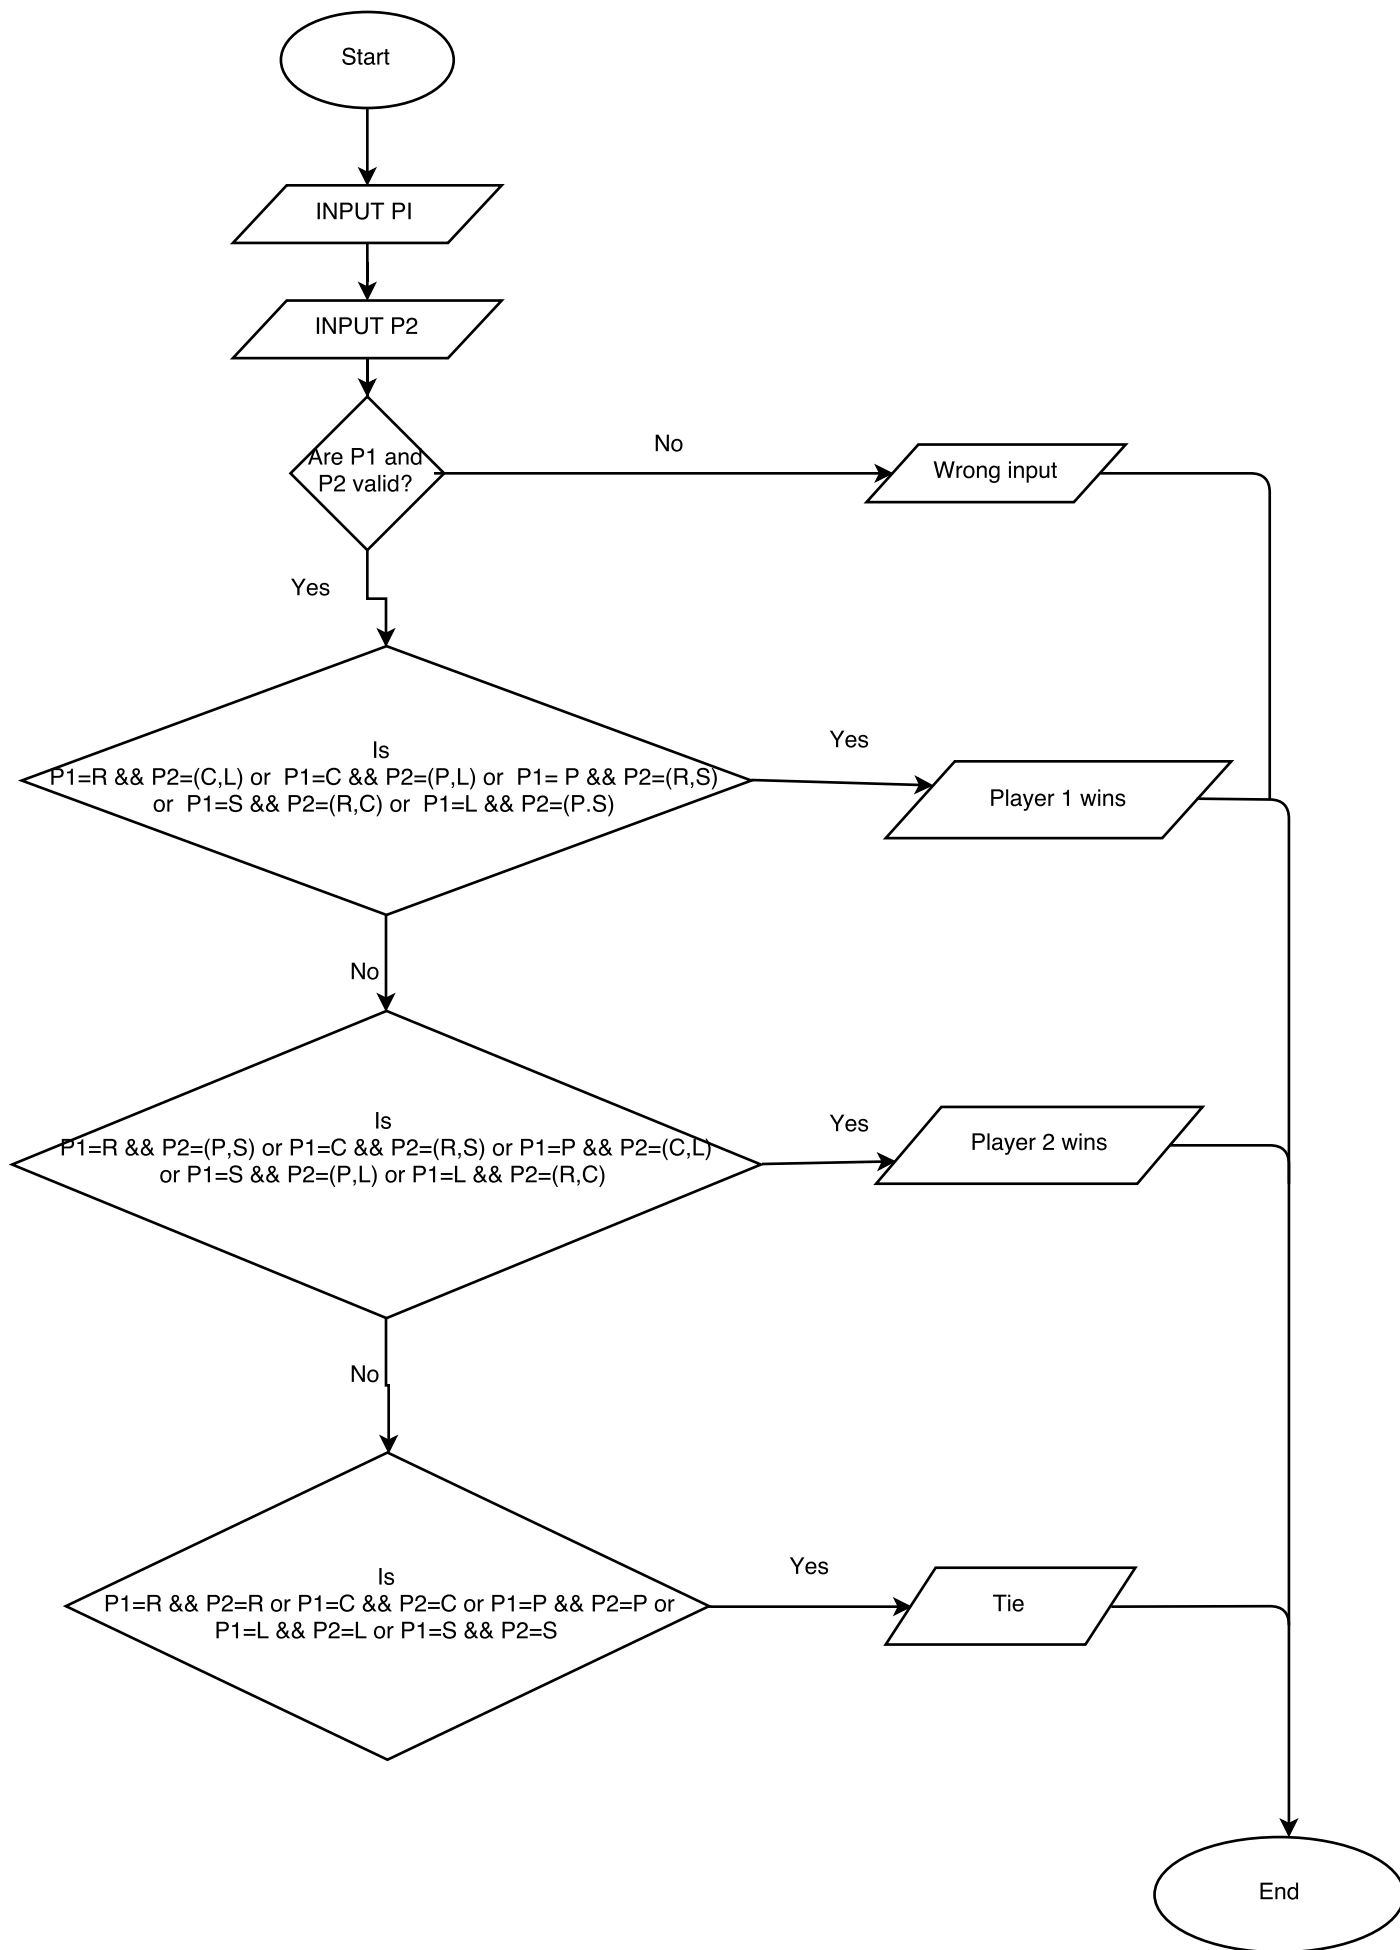 Start
INPUT PI
INPUT P2
Are P1 and
P2 valid?
No
Wrong input
Yes
Is
P1=R && P2=(C,L) or  P1=C && P2=(P,L) or  P1= P && P2=(R,S)
or  P1=S && P2=(R,C) or  P1=L && P2=(P.S)
Yes
Player 1 wins
No
Is
P1=R && P2=(P,S) or P1=C && P2=(R,S) or P1=P && P2=(C,L)
or P1=S && P2=(P,L) or P1=L && P2=(R,C)
Yes
Player 2 wins
No
Is
P1=R && P2=R or P1=C && P2=C or P1=P && P2=P or
P1=L && P2=L or P1=S && P2=S
Yes
Tie
End